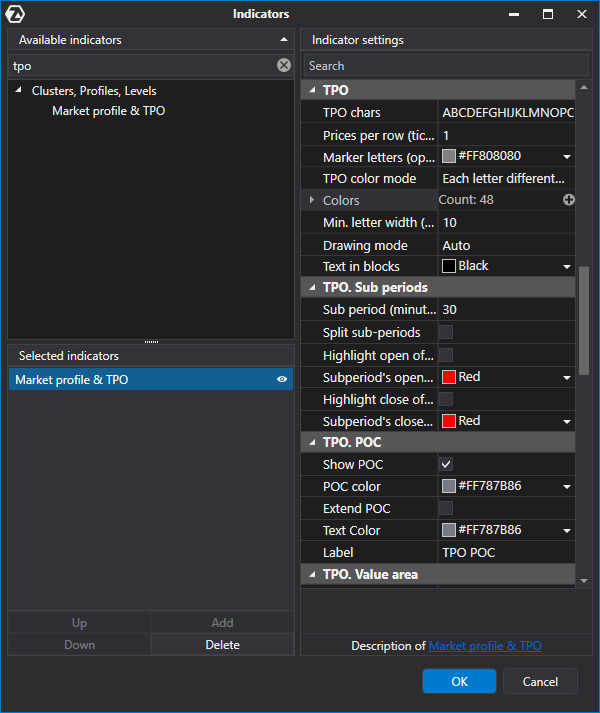 Indicators
Available indicators
tpo
Clusters, Profiles, Levels
Market profile & TPO
Selected indicators
Market profile & TPO
Up
Add
Down
Delete
Indicator settings
Search
TPO
TPO chars ABCDEFGHIJKLMNOPC
Prices per row (tic... 1
Marker letters (op... #FF808080
TPO color mode Each letter different...
Colors Count: 48
Min. letter width (... 10
Drawing mode Auto
Text in blocks Black
TPO. Sub periods
Sub period (minut... 30
Split sub-periods
Highlight open of...
Subperiod's open... Red
Highlight close of...
Subperiod's close... Red
TPO. POC
Show POC
POC color #FF787B86
Extend POC
Text Color #FF787B86
Label TPO POC
TPO. Value area
Description of Market profile & TPO
OK
Cancel